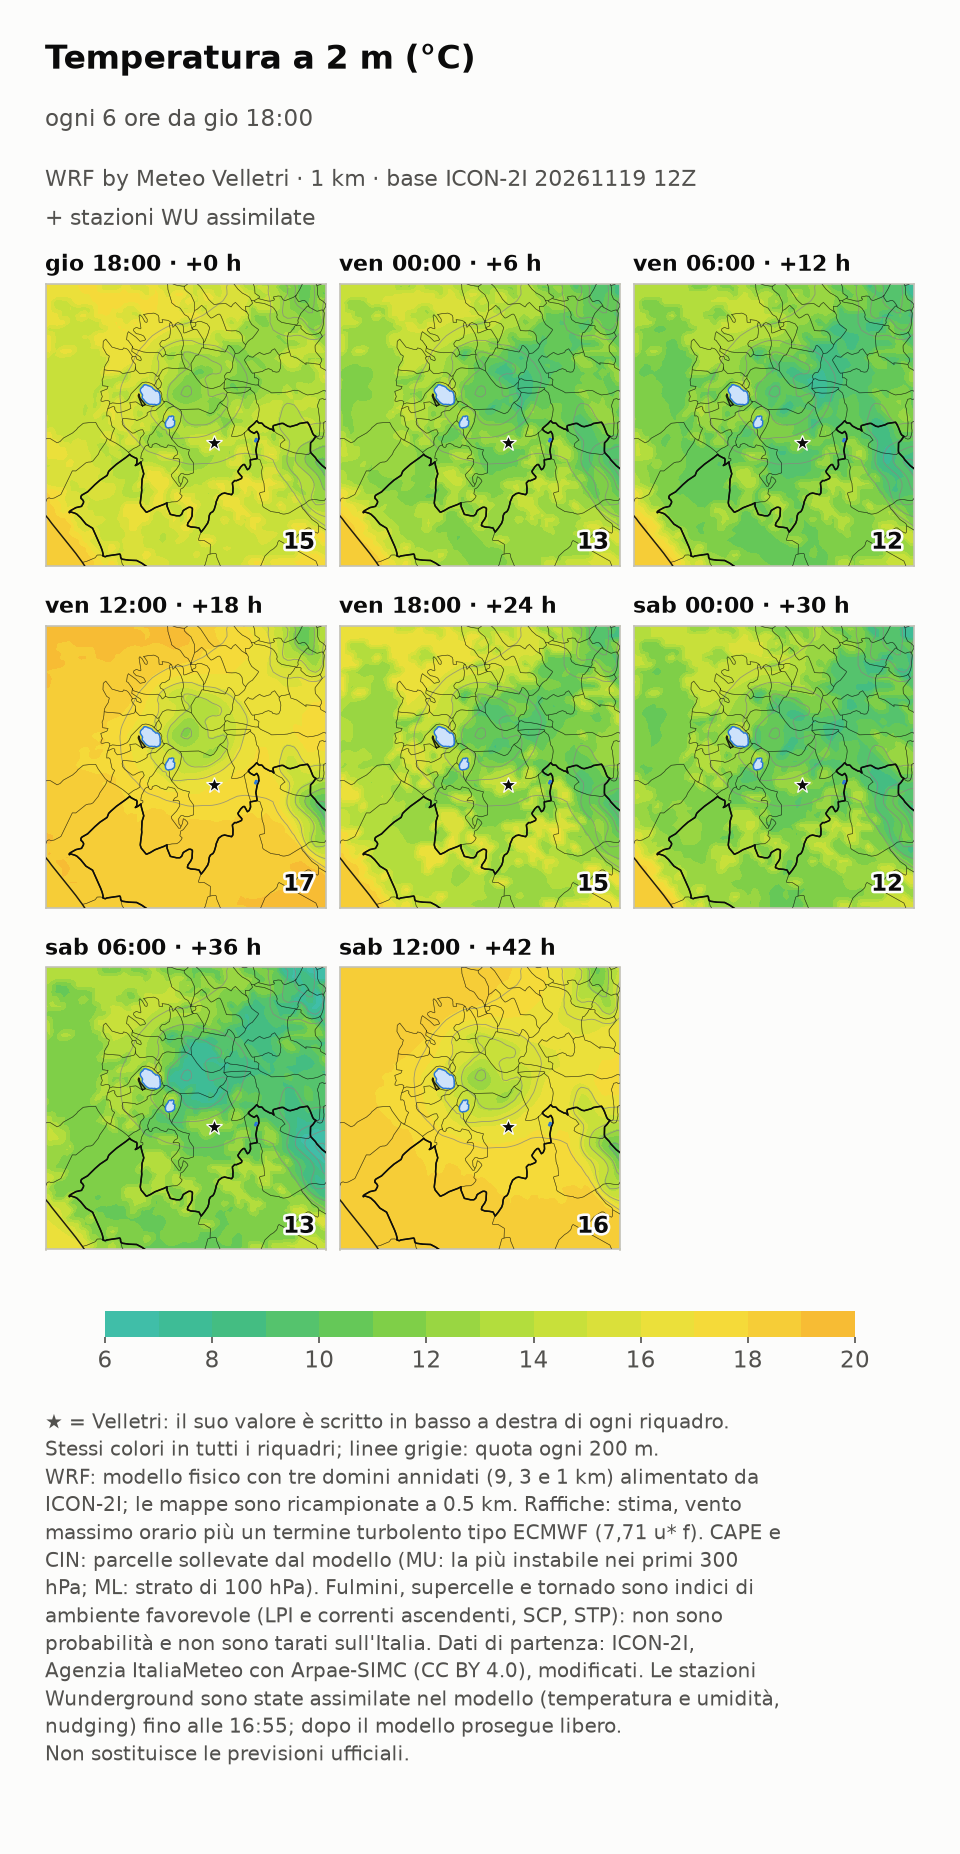 Temperatura a 2 m (°C)
ogni 6 ore da gio 18:00
WRF by Meteo Velletri · 1 km · base ICON-2I 20261119 12Z
+ stazioni WU assimilate
gio 18:00 · +0 h
ven 00:00 · +6 h
ven 06:00 · +12 h
15
13
12
ven 12:00 · +18 h
ven 18:00 · +24 h
sab 00:00 · +30 h
17
15
12
sab 06:00 · +36 h
sab 12:00 · +42 h
13
16
6 8 10 12 14 16 18 20
★ = Velletri: il suo valore è scritto in basso a destra di ogni riquadro.
Stessi colori in tutti i riquadri; linee grigie: quota ogni 200 m.
WRF: modello fisico con tre domini annidati (9, 3 e 1 km) alimentato da
ICON-2I; le mappe sono ricampionate a 0.5 km. Raffiche: stima, vento
massimo orario più un termine turbolento tipo ECMWF (7,71 u* f). CAPE e
CIN: parcelle sollevate dal modello (MU: la più instabile nei primi 300
hPa; ML: strato di 100 hPa). Fulmini, supercelle e tornado sono indici di
ambiente favorevole (LPI e correnti ascendenti, SCP, STP): non sono
probabilità e non sono tarati sull'Italia. Dati di partenza: ICON-2I,
Agenzia ItaliaMeteo con Arpae-SIMC (CC BY 4.0), modificati. Le stazioni
Wunderground sono state assimilate nel modello (temperatura e umidità,
nudging) fino alle 16:55; dopo il modello prosegue libero.
Non sostituisce le previsioni ufficiali.